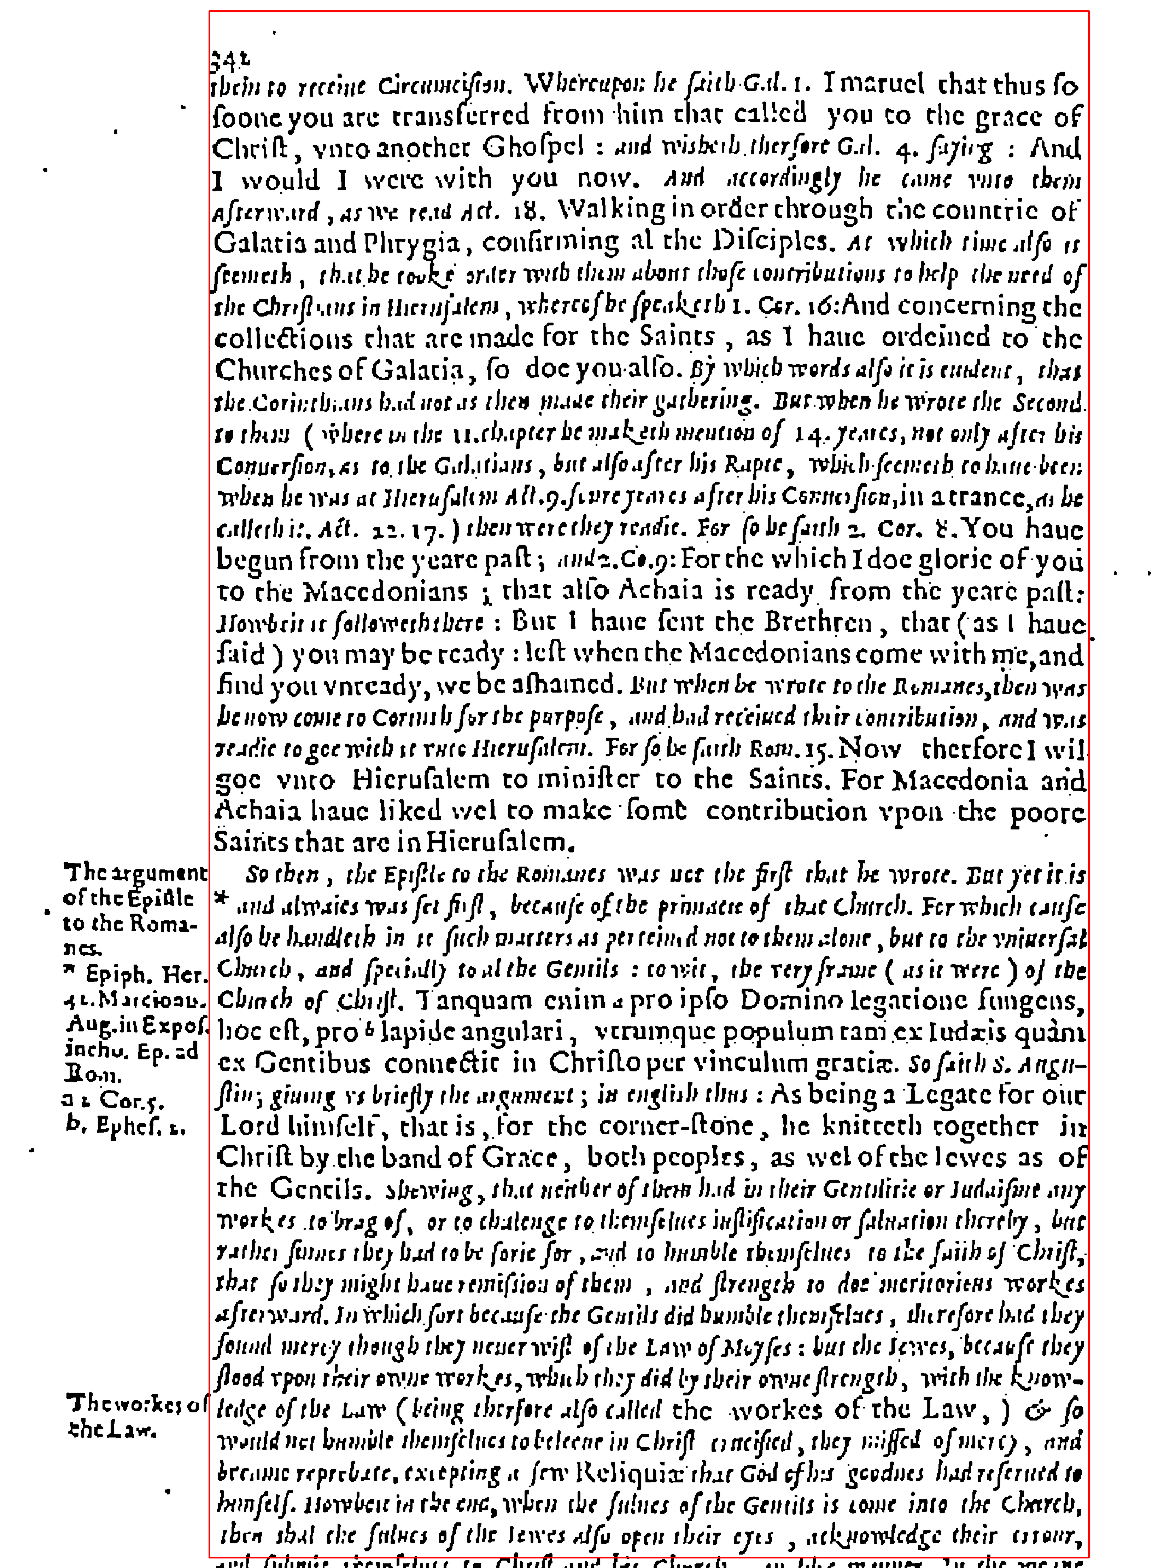 342
them to receiue Circumcision. Whereupon he saith Gal. 1. I maruel that thus so
soone you are transferred from him that called you to the grace of
Christ, vnto another Ghospel : and wisheth therfore Gal. 4. saying : And
I would I were with you now. And accordingly he came vnto them
Afterward, as we read Act. 18. Walking in order through the countrie of
Galatia and Phrygia, confirming al the Disciples. At which time also it
seemeth, that he tooke order with them about those contributions to help the need of
the Christians in Hierusalem, whereof he speaketh 1. Cor. 16: And concerning the
collections that are made for the Saints, as I haue ordeined to the
Churches of Galatia, so doe you also. By which words also it is euident, that
the Corinthians had not as then made their gathering. But when he wrote the Second
to them ( where in the 11. chapter he maketh mention of 14. yeares, not only after his
Conuersion, as to the Galatians, but also after his Rapte, which seemeth to haue been
when he was at Hierusalem Act. 9. foure yeares after his Conuersion, in a trance, as he
calleth it. Act. 22. 17. ) then were they readie. For so he saith 2. Cor. 8. You haue
begun from the yeare past; and 2. Co. 9: For the which I doe glorie of you
to the Macedonians ; that also Achaia is ready from the yeare past:
Howbeit it followeth there : But I haue sent the Brethren, that ( as I haue
said ) you may be ready : lest when the Macedonians come with me, and
find you vnready, we be ashamed. But when he wrote to the Romanes, then was
he now come to Corinth for the purpose, and had receiued their contribution, and was
readie to goe with it vnto Hierusalem. For so he saith Rom. 15. Now therfore I wil
goe vnto Hierusalem to minister to the Saints. For Macedonia and
Achaia haue liked wel to make some contribution vpon the poore
Saints that are in Hierusalem.
The argument
of the Epistle
to the Roma-
nes.
So then, the Epistle to the Romanes was not the first that he wrote. But yet it is
* and alwaies was set first, because of the primacie of that Church. For which cause
also he handleth in it such matters as perteined not to them alone, but to the vniuersal
* Epiph. Her.
42. Marcion.
Aug. in Expos.
incho. Ep. ad
Rom.
a 2 Cor. 5.
b. Ephes. 2.
Church, and specially to al the Gentils : to wit, the very frame ( as it were ) of the
Church of Christ. Tanquam enim a pro ipso Domino legatione fungens,
hoc est, pro b lapide angulari, vtrumque populum tam ex Iudæis quàm
ex Gentibus connectit in Christo per vinculum gratiæ. So saith S. Augu-
stin; giuing vs briefly the argument ; in english thus : As being a Legate for our
Lord himself, that is, for the corner-stone, he knitteth together in
Christ by the band of Grace, both peoples, as wel of the Iewes as of
the Gentils. Shewing, that neither of them had in their Gentilitie or Iudaisme any
workes to brag of, or to chalenge to themselues iustification or saluation thereby, but
rather sinnes they had to be sorie for, and to humble themselues to the faith of Christ,
that so they might haue remission of them, and strength to doe meritorious workes
afterward. In which sort because the Gentils did humble themselues, therefore had they
found mercy though they neuer wist of the Law of Moyses : but the Iewes, because they
stood vpon their owne workes, which they did by their owne strength, with the know-
The workes of
the Law.
ledge of the Law ( being therfore also called the workes of the Law, ) & so
would not humble themselues to beleeue in Christ crucified, they missed of mercy, and
became reprobate, excepting a few Reliquiæ that God of his goodnes had reserued to
himself. Howbeit in the end, when the fulnes of the Gentils is come into the Church,
then shal the fulnes of the Iewes also open their eyes, acknowledge their errour,
and submit themselues to Christ and his Church, in like manner. In the meane